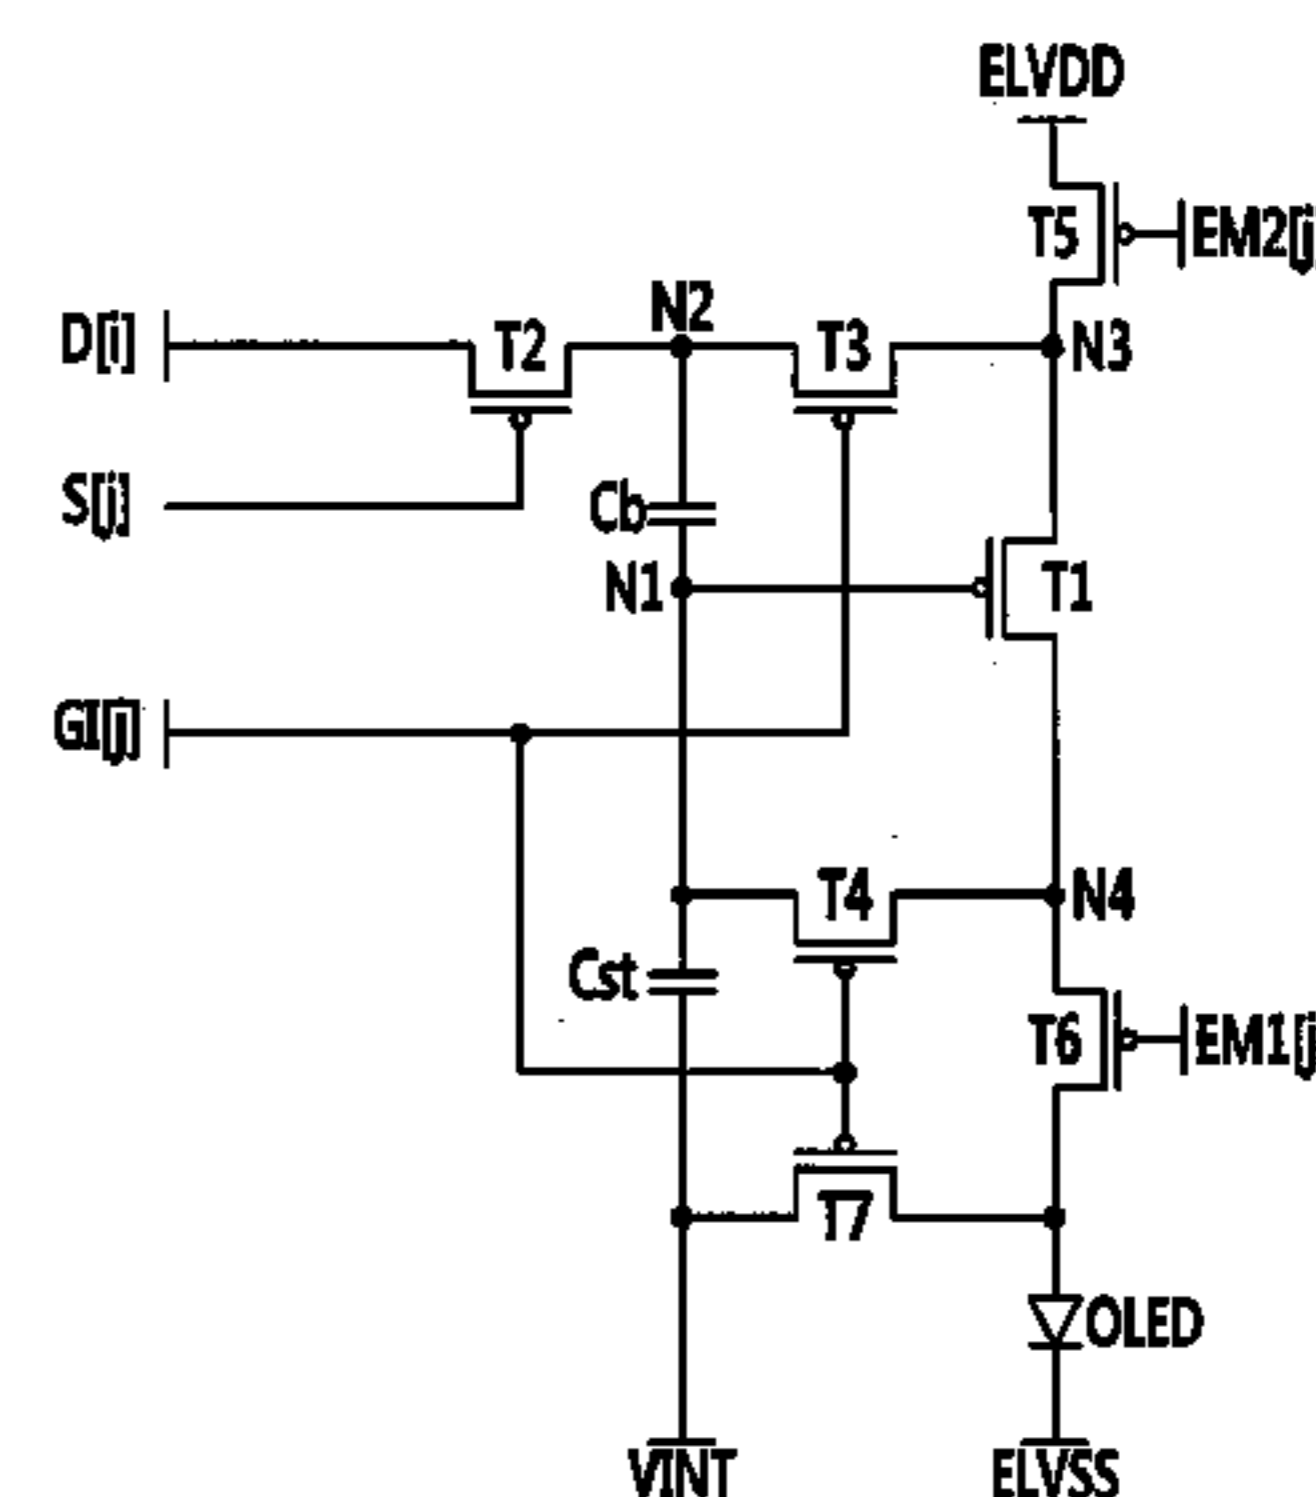 ELVDD
T5
EM2[j
D[i]
T2
N2
T3
N3
S[j]
Cb
N1
T1
GI[j]
T4
N4
Cst
T6
EM1[j
T7
OLED
VINT
ELVSS